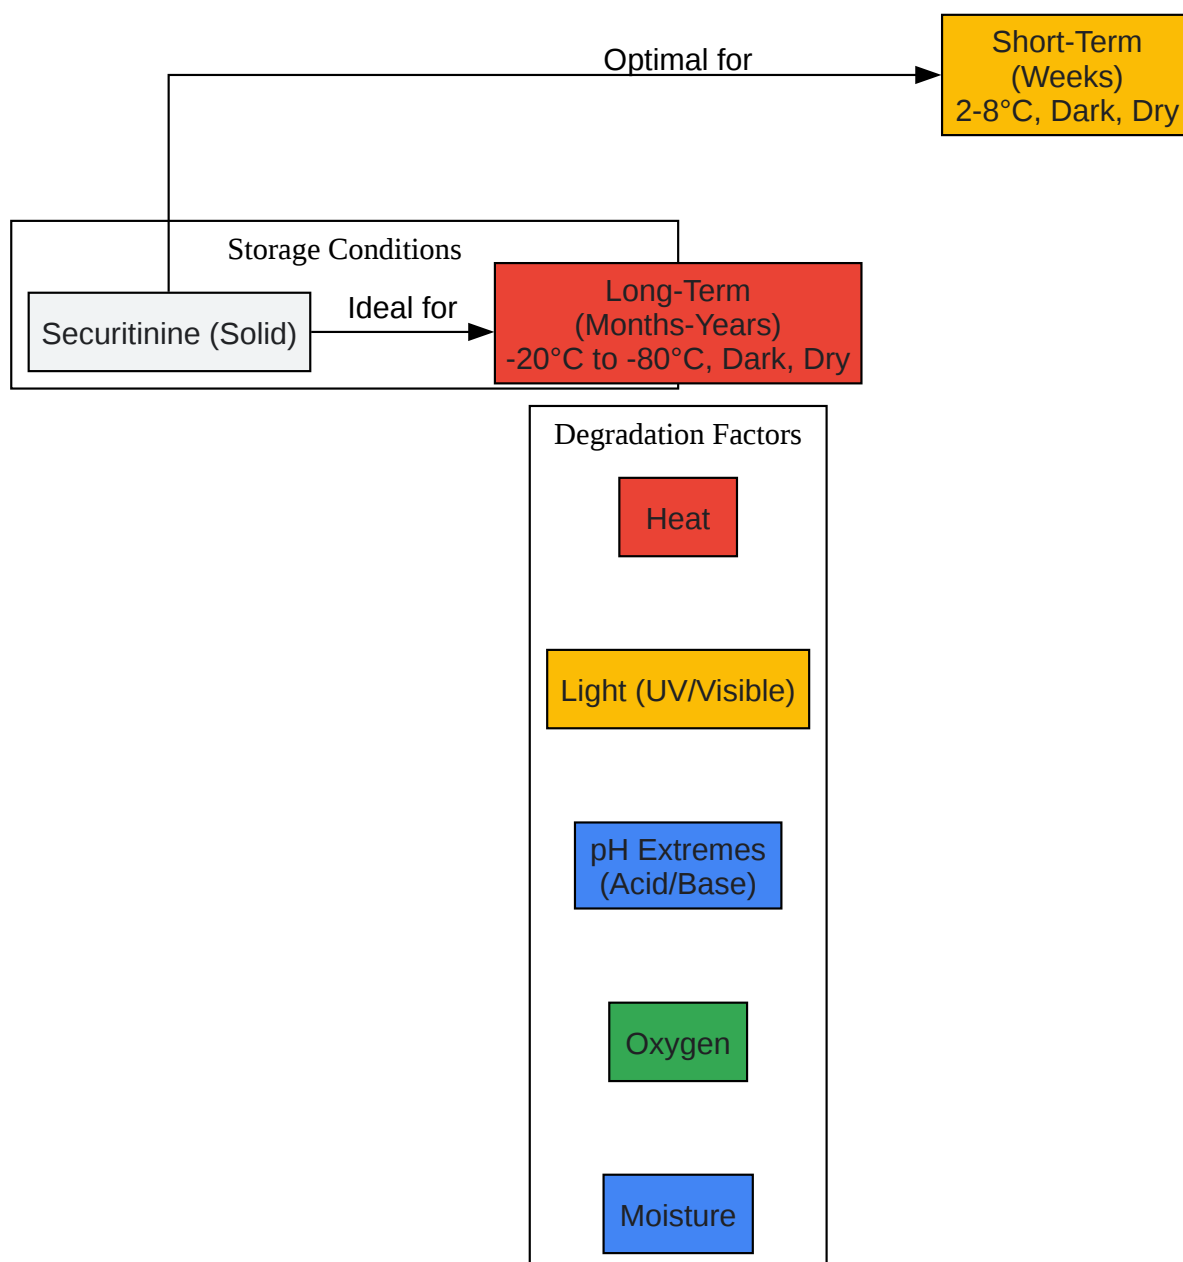 Optimal for
Short-Term
(Weeks)
2-8°C, Dark, Dry
Storage Conditions
Securitinine (Solid)
Ideal for
Long-Term
(Months-Years)
-20°C to -80°C, Dark, Dry
Degradation Factors
Heat
Light (UV/Visible)
pH Extremes
(Acid/Base)
Oxygen
Moisture